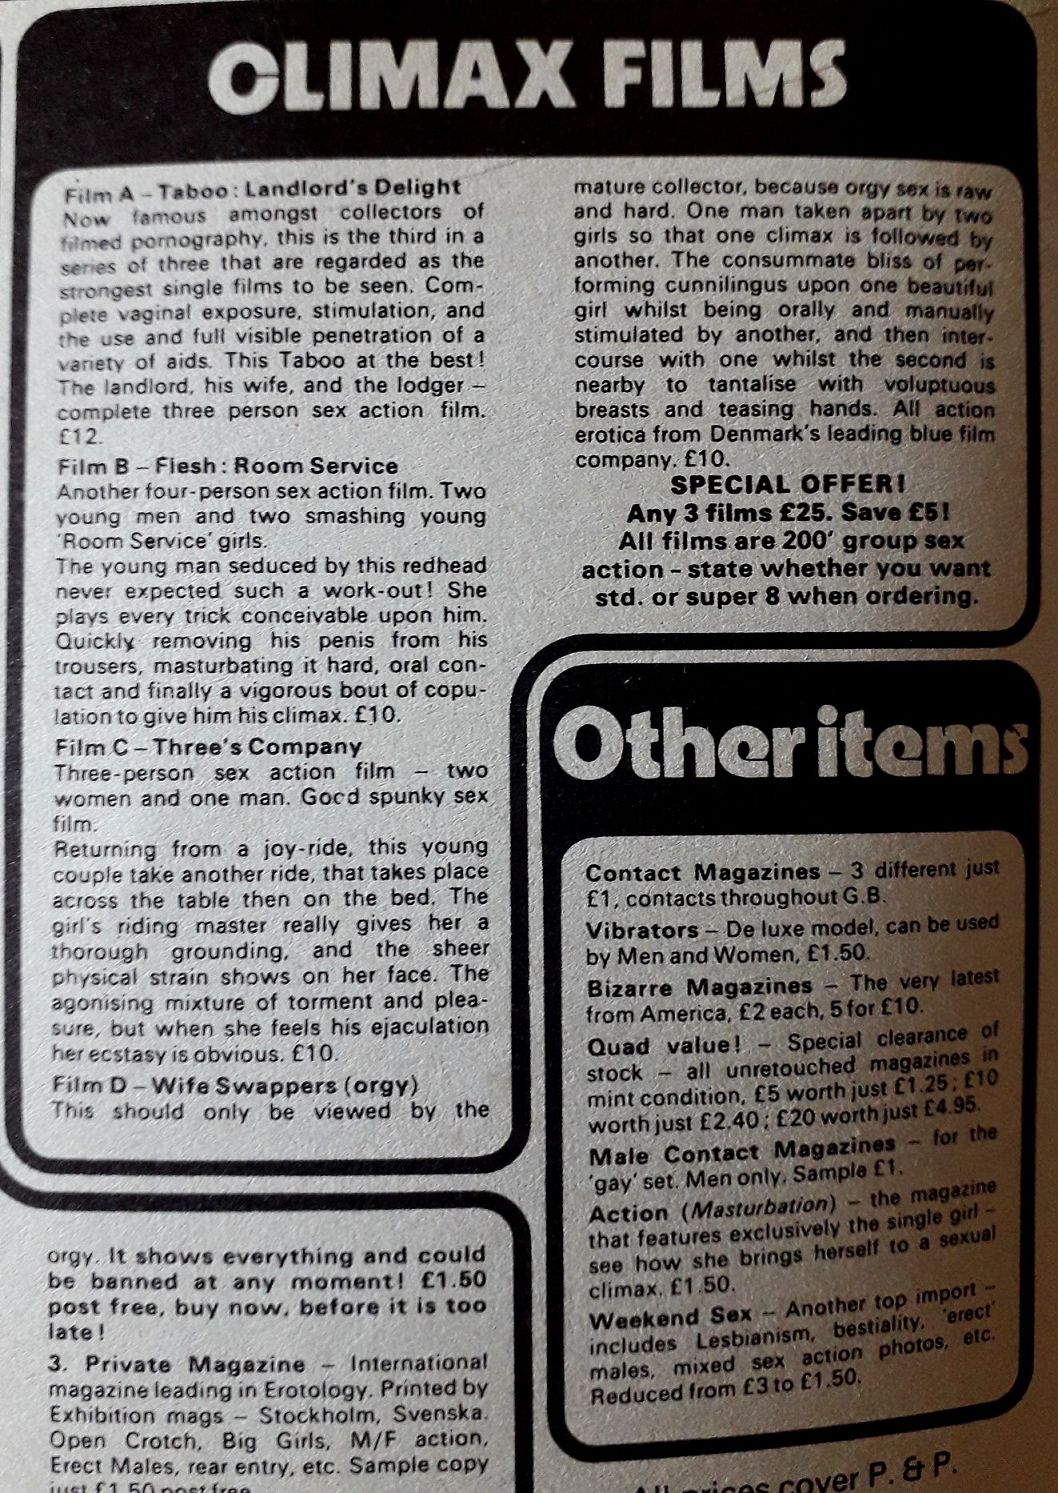 CLIMAX FILMS
Film A – Taboo: Landlord's Delight
Now famous amongst collectors of
filmed pornography, this is the third in a
series of three that are regarded as the
strongest single films to be seen. Com-
plete vaginal exposure, stimulation, and
the use and full visible penetration of a
variety of aids. This Taboo at the best!
The landlord, his wife, and the lodger –
complete three person sex action film.
£12.
Film B – Flesh: Room Service
Another four-person sex action film. Two
young men and two smashing young
'Room Service' girls.
The young man seduced by this redhead
never expected such a work-out! She
plays every trick conceivable upon him.
Quickly removing his penis from his
trousers, masturbating it hard, oral con-
tact and finally a vigorous bout of copu-
lation to give him his climax. £10.
Film C – Three's Company
Three-person sex action film – two
women and one man. Good spunky sex
film.
Returning from a joy-ride, this young
couple take another ride, that takes place
across the table then on the bed. The
girl's riding master really gives her a
thorough grounding, and the sheer
physical strain shows on her face. The
agonising mixture of torment and plea-
sure, but when she feels his ejaculation
her ecstasy is obvious. £10.
Film D – Wife Swappers (orgy)
This should only be viewed by the
mature collector, because orgy sex is raw
and hard. One man taken apart by two
girls so that one climax is followed by
another. The consummate bliss of per-
forming cunnilingus upon one beautiful
girl whilst being orally and manually
stimulated by another, and then inter-
course with one whilst the second is
nearby to tantalise with voluptuous
breasts and teasing hands. All action
erotica from Denmark's leading blue film
company. £10.
SPECIAL OFFER!
Any 3 films £25. Save £5!
All films are 200' group sex
action – state whether you want
std. or super 8 when ordering.
Other items
Contact Magazines – 3 different just
£1, contacts throughout G.B.
Vibrators – De luxe model, can be used
by Men and Women, £1.50.
Bizarre Magazines – The very latest
from America, £2 each, 5 for £10.
Quad value! – Special clearance of
stock – all unretouched magazines in
mint condition, £5 worth just £1.25; £10
worth just £2.40; £20 worth just £4.95.
Male Contact Magazines – for the
'gay' set. Men only. Sample £1.
Action (Masturbation) – the magazine
that features exclusively the single girl –
see how she brings herself to a sexual
climax. £1.50.
Weekend Sex – Another top import –
includes Lesbianism, bestiality, 'erect'
males, mixed sex action photos, etc.
Reduced from £3 to £1.50.
orgy. It shows everything and could
be banned at any moment! £1.50
post free, buy now, before it is too
late!
3. Private Magazine – International
magazine leading in Erotology. Printed by
Exhibition mags – Stockholm, Svenska.
Open Crotch, Big Girls, M/F action,
Erect Males, rear entry, etc. Sample copy
just £1.50 post free.
All prices cover P. & P.